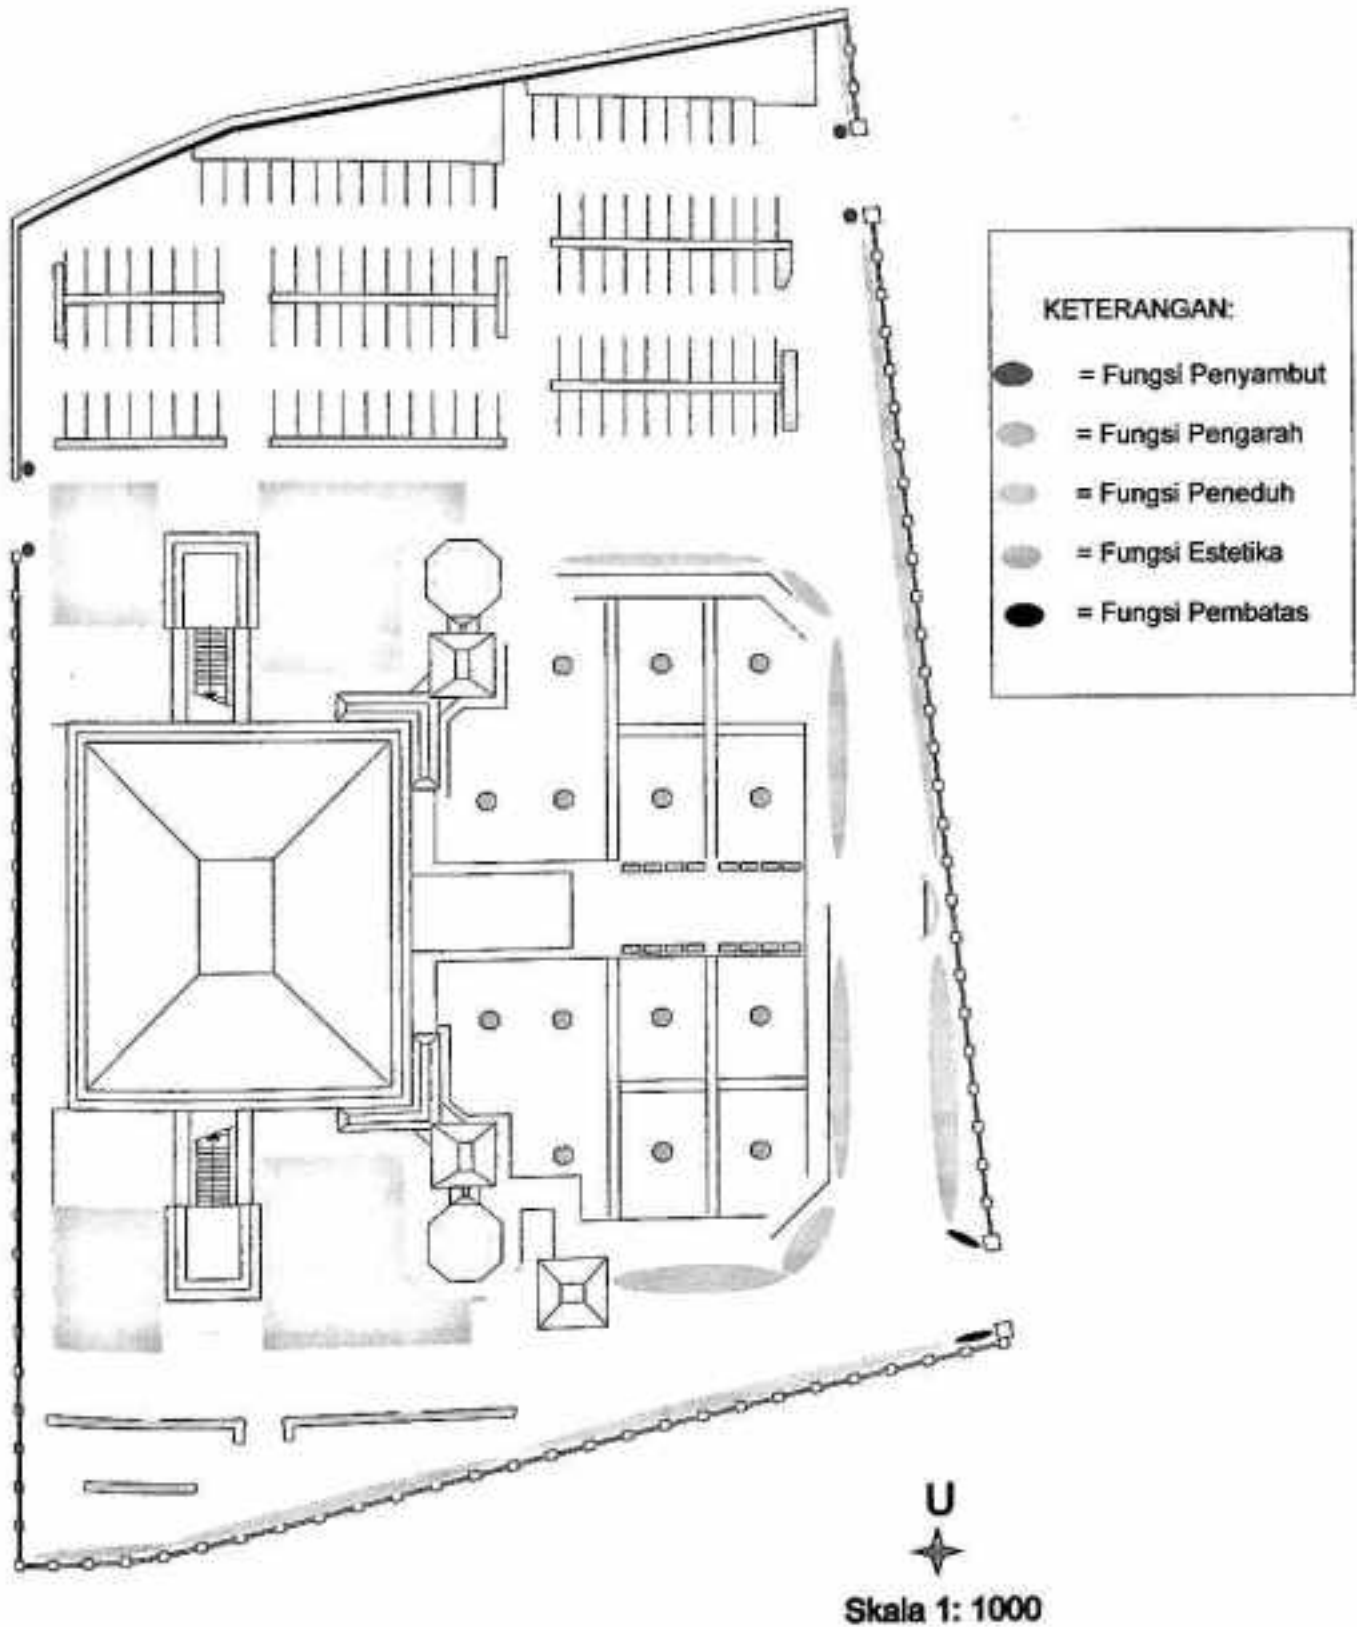 KETERANGAN:
= Fungsi Penyambut
= Fungsi Pengarah
= Fungsi Peneduh
= Fungsi Estetika
= Fungsi Pembatas
U
Skala 1: 1000